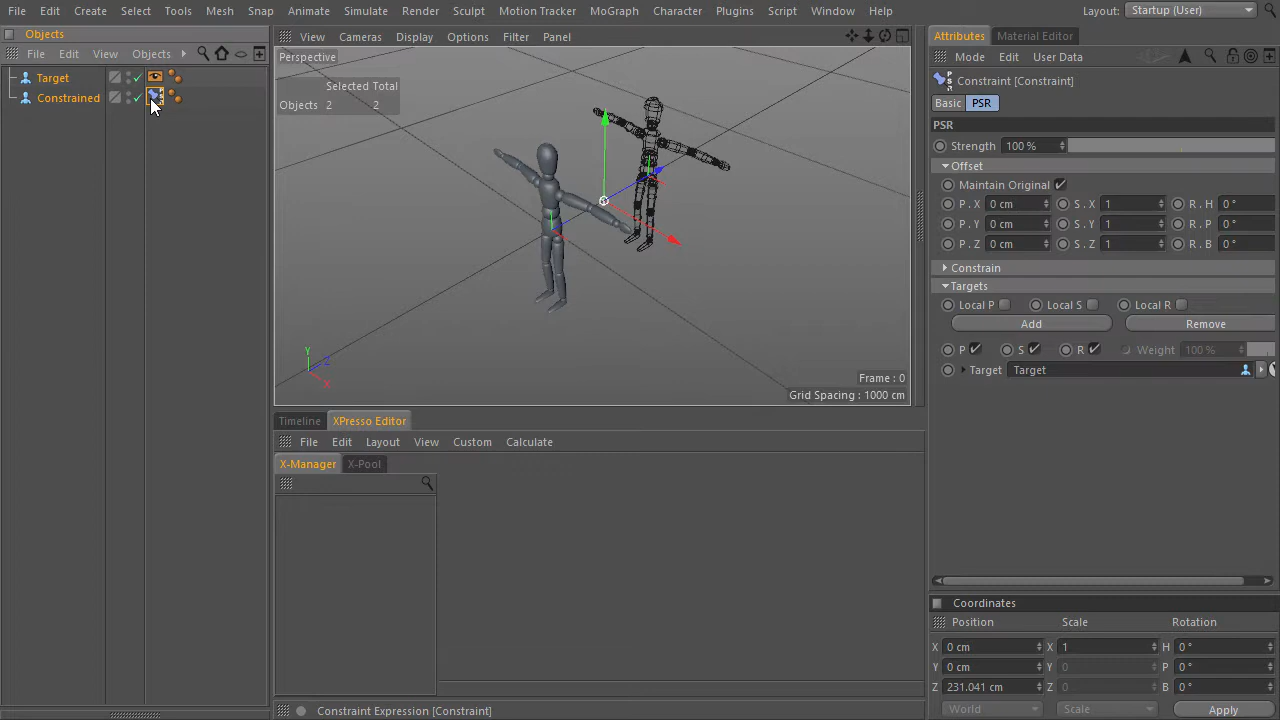 File Edit Create Select Tools Mesh Snap Animate Simulate Render Sculpt Motion Tracker MoGraph Character Plugins Script Window Help Layout: Startup (User)
Objects
File Edit View Objects
Target
Constrained
View Cameras Display Options Filter Panel
Perspective
Selected Total
Objects 2 2
Y
Z
X
Frame : 0
Grid Spacing : 1000 cm
Timeline XPresso Editor
File Edit Layout View Custom Calculate
X-Manager X-Pool
Constraint Expression [Constraint]
Attributes Material Editor
Mode Edit User Data
Constraint [Constraint]
Basic PSR
PSR
Strength 100 %
Offset
Maintain Original
P . X 0 cm S . X 1 R . H 0 °
P . Y 0 cm S . Y 1 R . P 0 °
P . Z 0 cm S . Z 1 R . B 0 °
Constrain
Targets
Local P Local S Local R
Add Remove
P S R Weight 100 %
Target Target
Coordinates
Position Scale Rotation
X 0 cm X 1 H 0 °
Y 0 cm Y 0 P 0 °
Z 231.041 cm Z 0 B 0 °
World Scale Apply